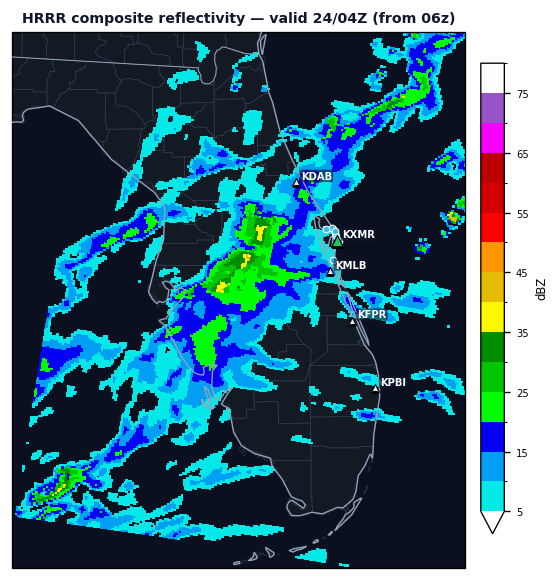 HRRR composite reflectivity — valid 24/04Z (from 06z)
KDAB
KXMR
KMLB
KFPR
KPBI
75
65
55
45
35
25
15
5
dBZ